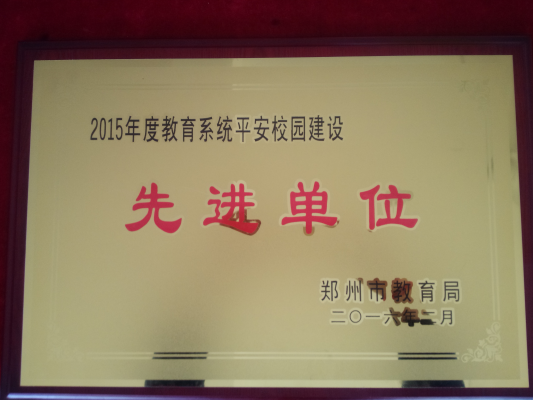 2015年度教育系统平安校园建设
先进单位
郑州市教育局
二〇一六年二月